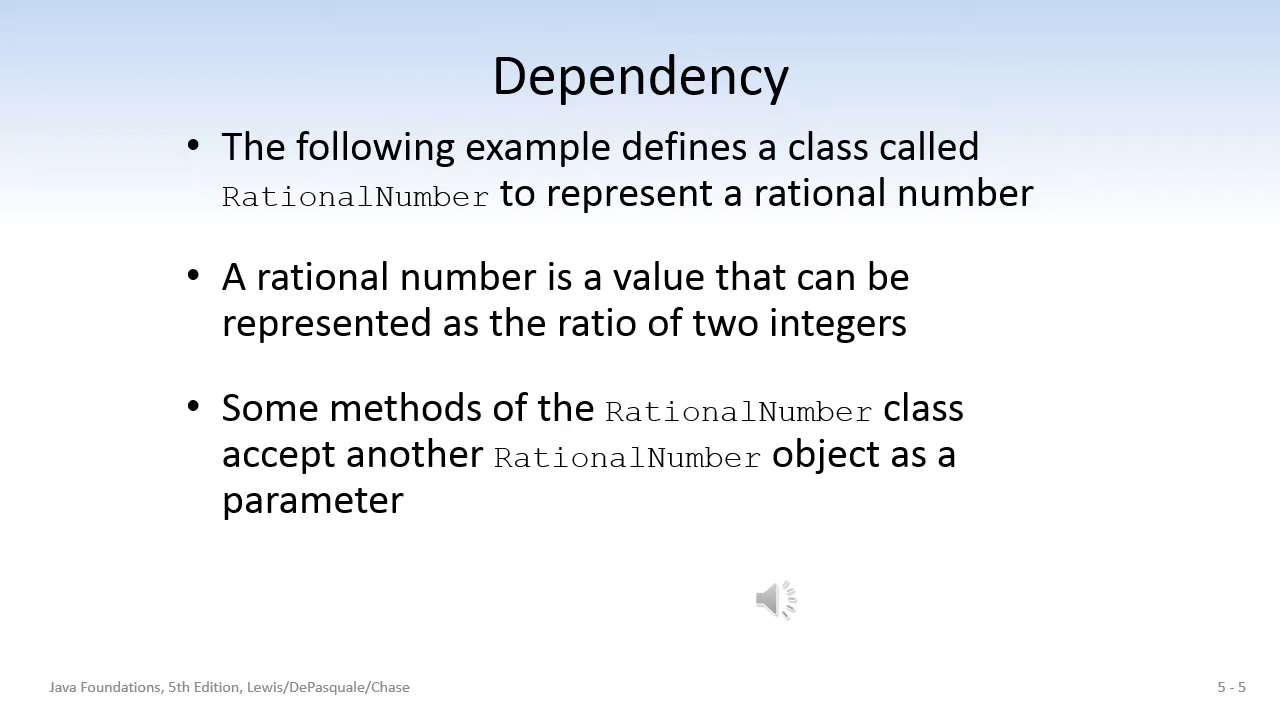 Dependency
• The following example defines a class called
RationalNumber to represent a rational number
• A rational number is a value that can be
represented as the ratio of two integers
• Some methods of the RationalNumber class
accept another RationalNumber object as a
parameter
Java Foundations, 5th Edition, Lewis/DePasquale/Chase
5 - 5